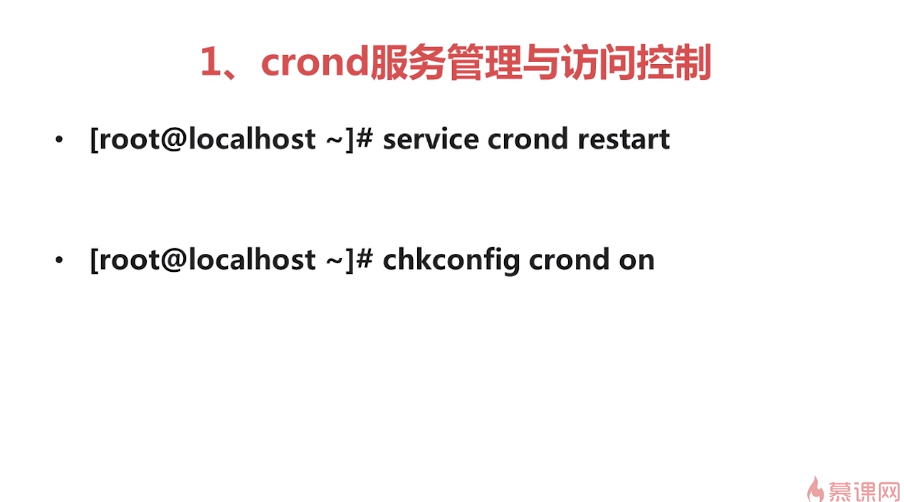 1、crond服务管理与访问控制
• [root@localhost ~]# service crond restart
• [root@localhost ~]# chkconfig crond on
慕课网